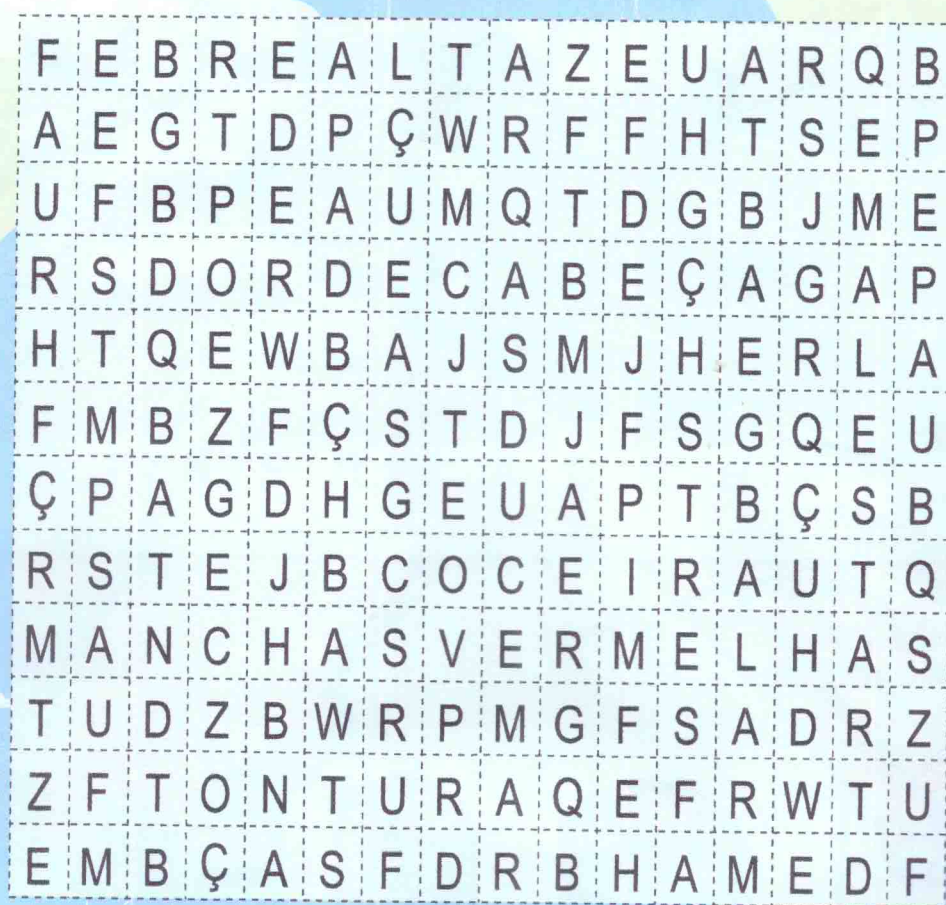 F E B R E A L T A Z E U A R Q B
A E G T D P Ç W R F F H T S E P
U F B P E A U M Q T D G B J M E
R S D O R D E C A B E Ç A G A P
H T Q E W B A J S M J H E R L A
F M B Z F Ç S T D J F S G Q E U
Ç P A G D H G E U A P T B Ç S B
R S T E J B C O C E I R A U T Q
M A N C H A S V E R M E L H A S
T U D Z B W R P M G F S A D R Z
Z F T O N T U R A Q E F R W T U
E M B Ç A S F D R B H A M E D F